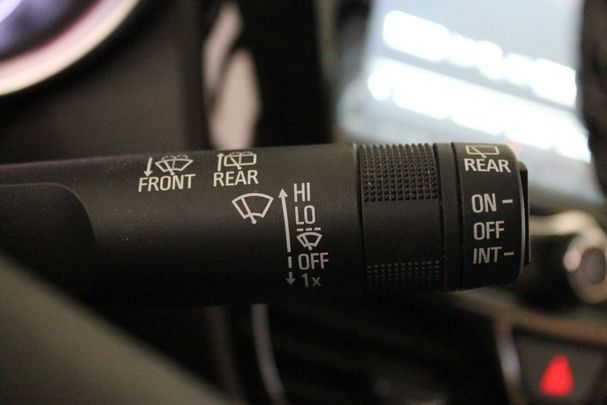 FRONT REAR
HI
LO
OFF
1x
REAR
ON -
OFF
INT -